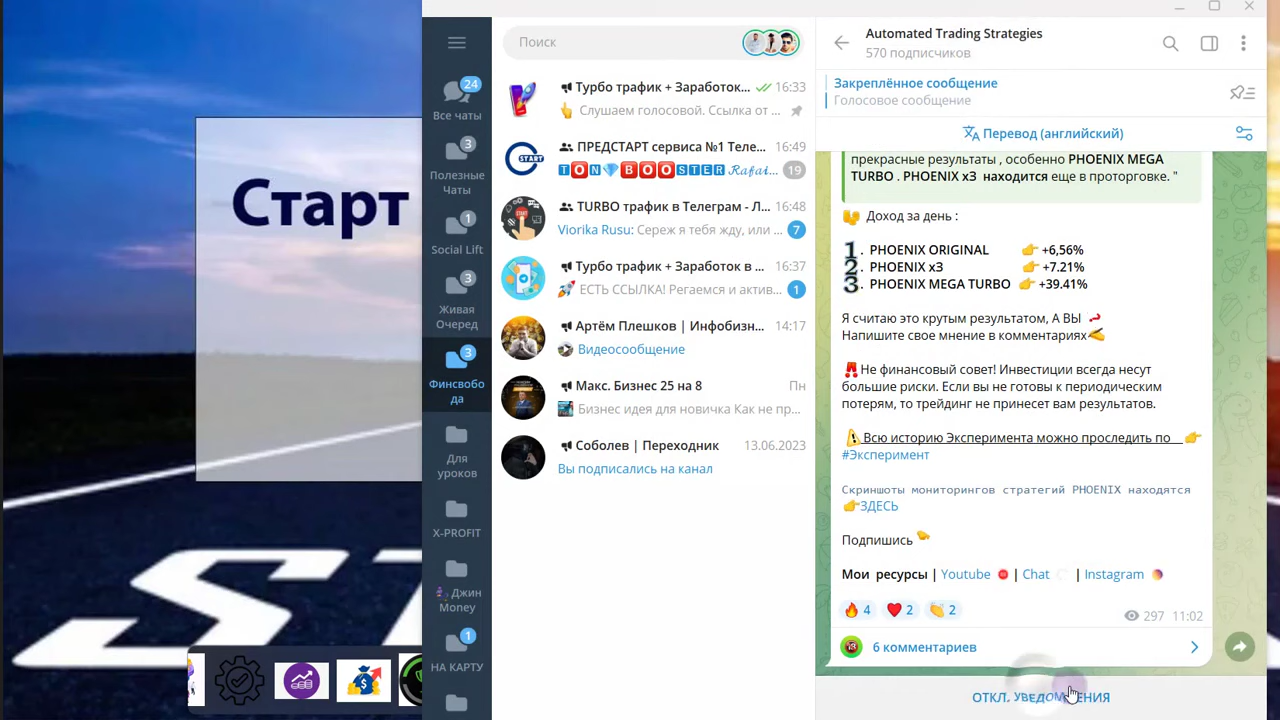 Старт
24
Все чаты
3
Полезные
Чаты
1
Social Lift
3
Живая
Очеред
3
Финсвобо
да
Для
уроков
X-PROFIT
Джин
Money
1
НА КАРТУ
Поиск
Турбо трафик + Заработок... 16:33
Слушаем голосовой. Ссылка от ...
START
ПРЕДСТАРТ сервиса №1 Теле... 16:49
TON💎BOOSTER Rafai... 19
TURBO трафик в Телеграм - Л... 16:48
Viorika Rusu: Сереж я тебя жду, или ... 7
Турбо трафик + Заработок в ... 16:37
🚀 ЕСТЬ ССЫЛКА! Регаемся и актив... 1
Артём Плешков | Инфобизн... 14:17
Видеосообщение
Макс. Бизнес 25 на 8 Пн
Бизнес идея для новичка Как не пр...
Соболев | Переходник 13.06.2023
Вы подписались на канал
Automated Trading Strategies
570 подписчиков
Закреплённое сообщение
Голосовое сообщение
Перевод (английский)
прекрасные результаты , особенно PHOENIX MEGA
TURBO . PHOENIX x3 находится еще в проторговке. "
Доход за день :
1. PHOENIX ORIGINAL 👉 +6,56%
2. PHOENIX x3 👉 +7.21%
3. PHOENIX MEGA TURBO 👉 +39.41%
Я считаю это крутым результатом, А ВЫ
Напишите свое мнение в комментариях✍
‼Не финансовый совет! Инвестиции всегда несут
большие риски. Если вы не готовы к периодическим
потерям, то трейдинг не принесет вам результатов.
⚠Всю историю Эксперимента можно проследить по 👉
#Эксперимент
Скриншоты мониторингов стратегий PHOENIX находятся
👉ЗДЕСЬ
Подпишись
Мои ресурсы | Youtube | Chat | Instagram
🔥 4 ❤ 2 👏 2 297 11:02
6 комментариев
ОТКЛ. УВЕДОМЛЕНИЯ